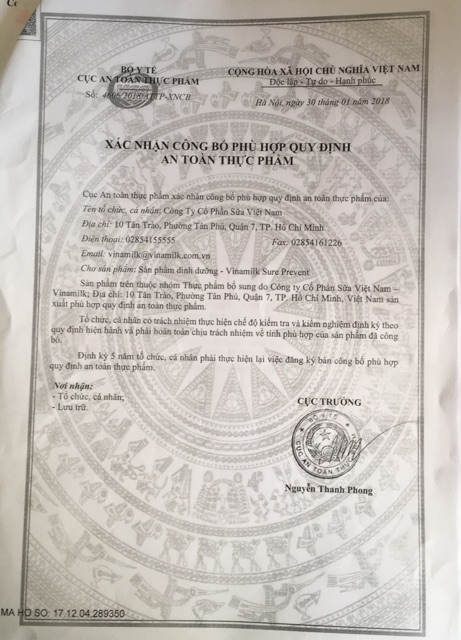 BỘ Y TẾ
CỤC AN TOÀN THỰC PHẨM
Số: 4606/2018/ATTP-XNCB
CỘNG HÒA XÃ HỘI CHỦ NGHĨA VIỆT NAM
Độc lập - Tự do - Hạnh phúc
Hà Nội, ngày 30 tháng 01 năm 2018
XÁC NHẬN CÔNG BỐ PHÙ HỢP QUY ĐỊNH
AN TOÀN THỰC PHẨM
Cục An toàn thực phẩm xác nhận công bố phù hợp quy định an toàn thực phẩm của:
Tên tổ chức, cá nhân: Công Ty Cổ Phần Sữa Việt Nam
Địa chỉ: 10 Tân Trào, Phường Tân Phú, Quận 7, TP. Hồ Chí Minh
Điện thoại: 02854155555 Fax: 02854161226
Email: vinamilk@vinamilk.com.vn
Cho sản phẩm: Sản phẩm dinh dưỡng - Vinamilk Sure Prevent
Sản phẩm trên thuộc nhóm Thực phẩm bổ sung do Công Ty Cổ Phần Sữa Việt Nam –
Vinamilk; Địa chỉ: 10 Tân Trào, Phường Tân Phú, Quận 7, TP. Hồ Chí Minh, Việt Nam sản
xuất phù hợp quy định an toàn thực phẩm.
Tổ chức, cá nhân có trách nhiệm thực hiện chế độ kiểm tra và kiểm nghiệm định kỳ theo
quy định hiện hành và phải hoàn toàn chịu trách nhiệm về tính phù hợp của sản phẩm đã công
bố.
Định kỳ 5 năm tổ chức, cá nhân phải thực hiện lại việc đăng ký bản công bố phù hợp
quy định an toàn thực phẩm.
Nơi nhận:
- Tổ chức, cá nhân;
- Lưu trữ.
CỤC TRƯỞNG
BỘ Y TẾ
CỤC AN TOÀN THỰC
Nguyễn Thanh Phong
MA HO SO: 17.12.04.289350